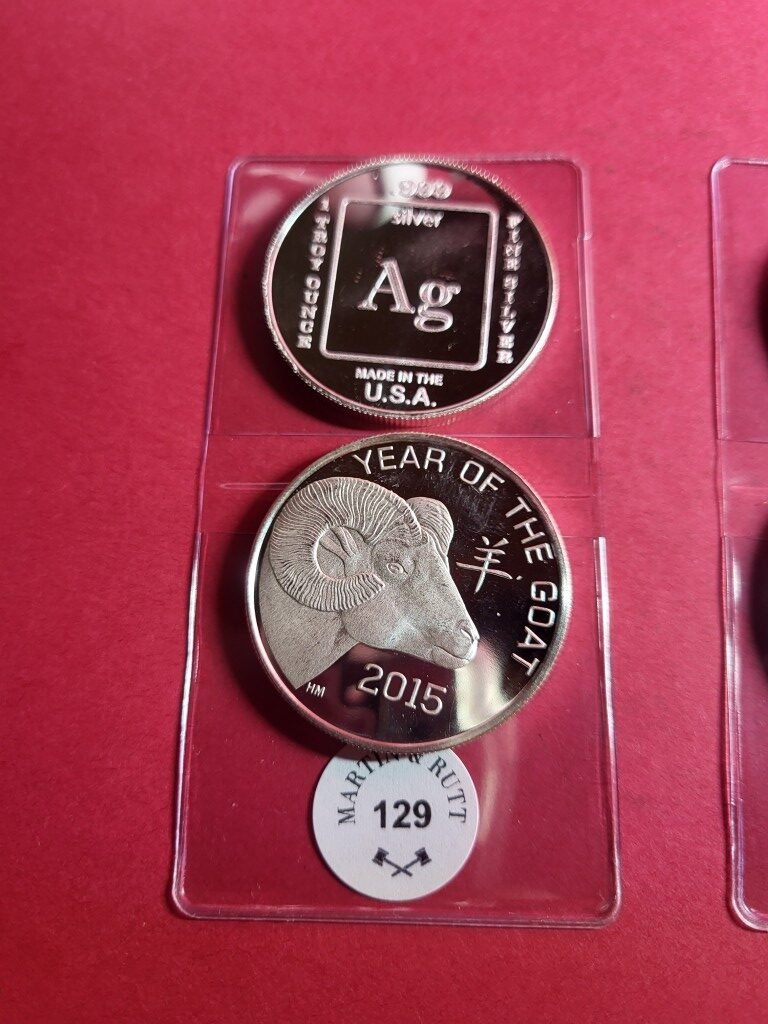 .999
silver
1 TROY OUNCE
Ag
FINE SILVER
MADE IN THE
U.S.A.
YEAR OF THE GOAT
羊
2015
HM
MARTIN & RUTT
129